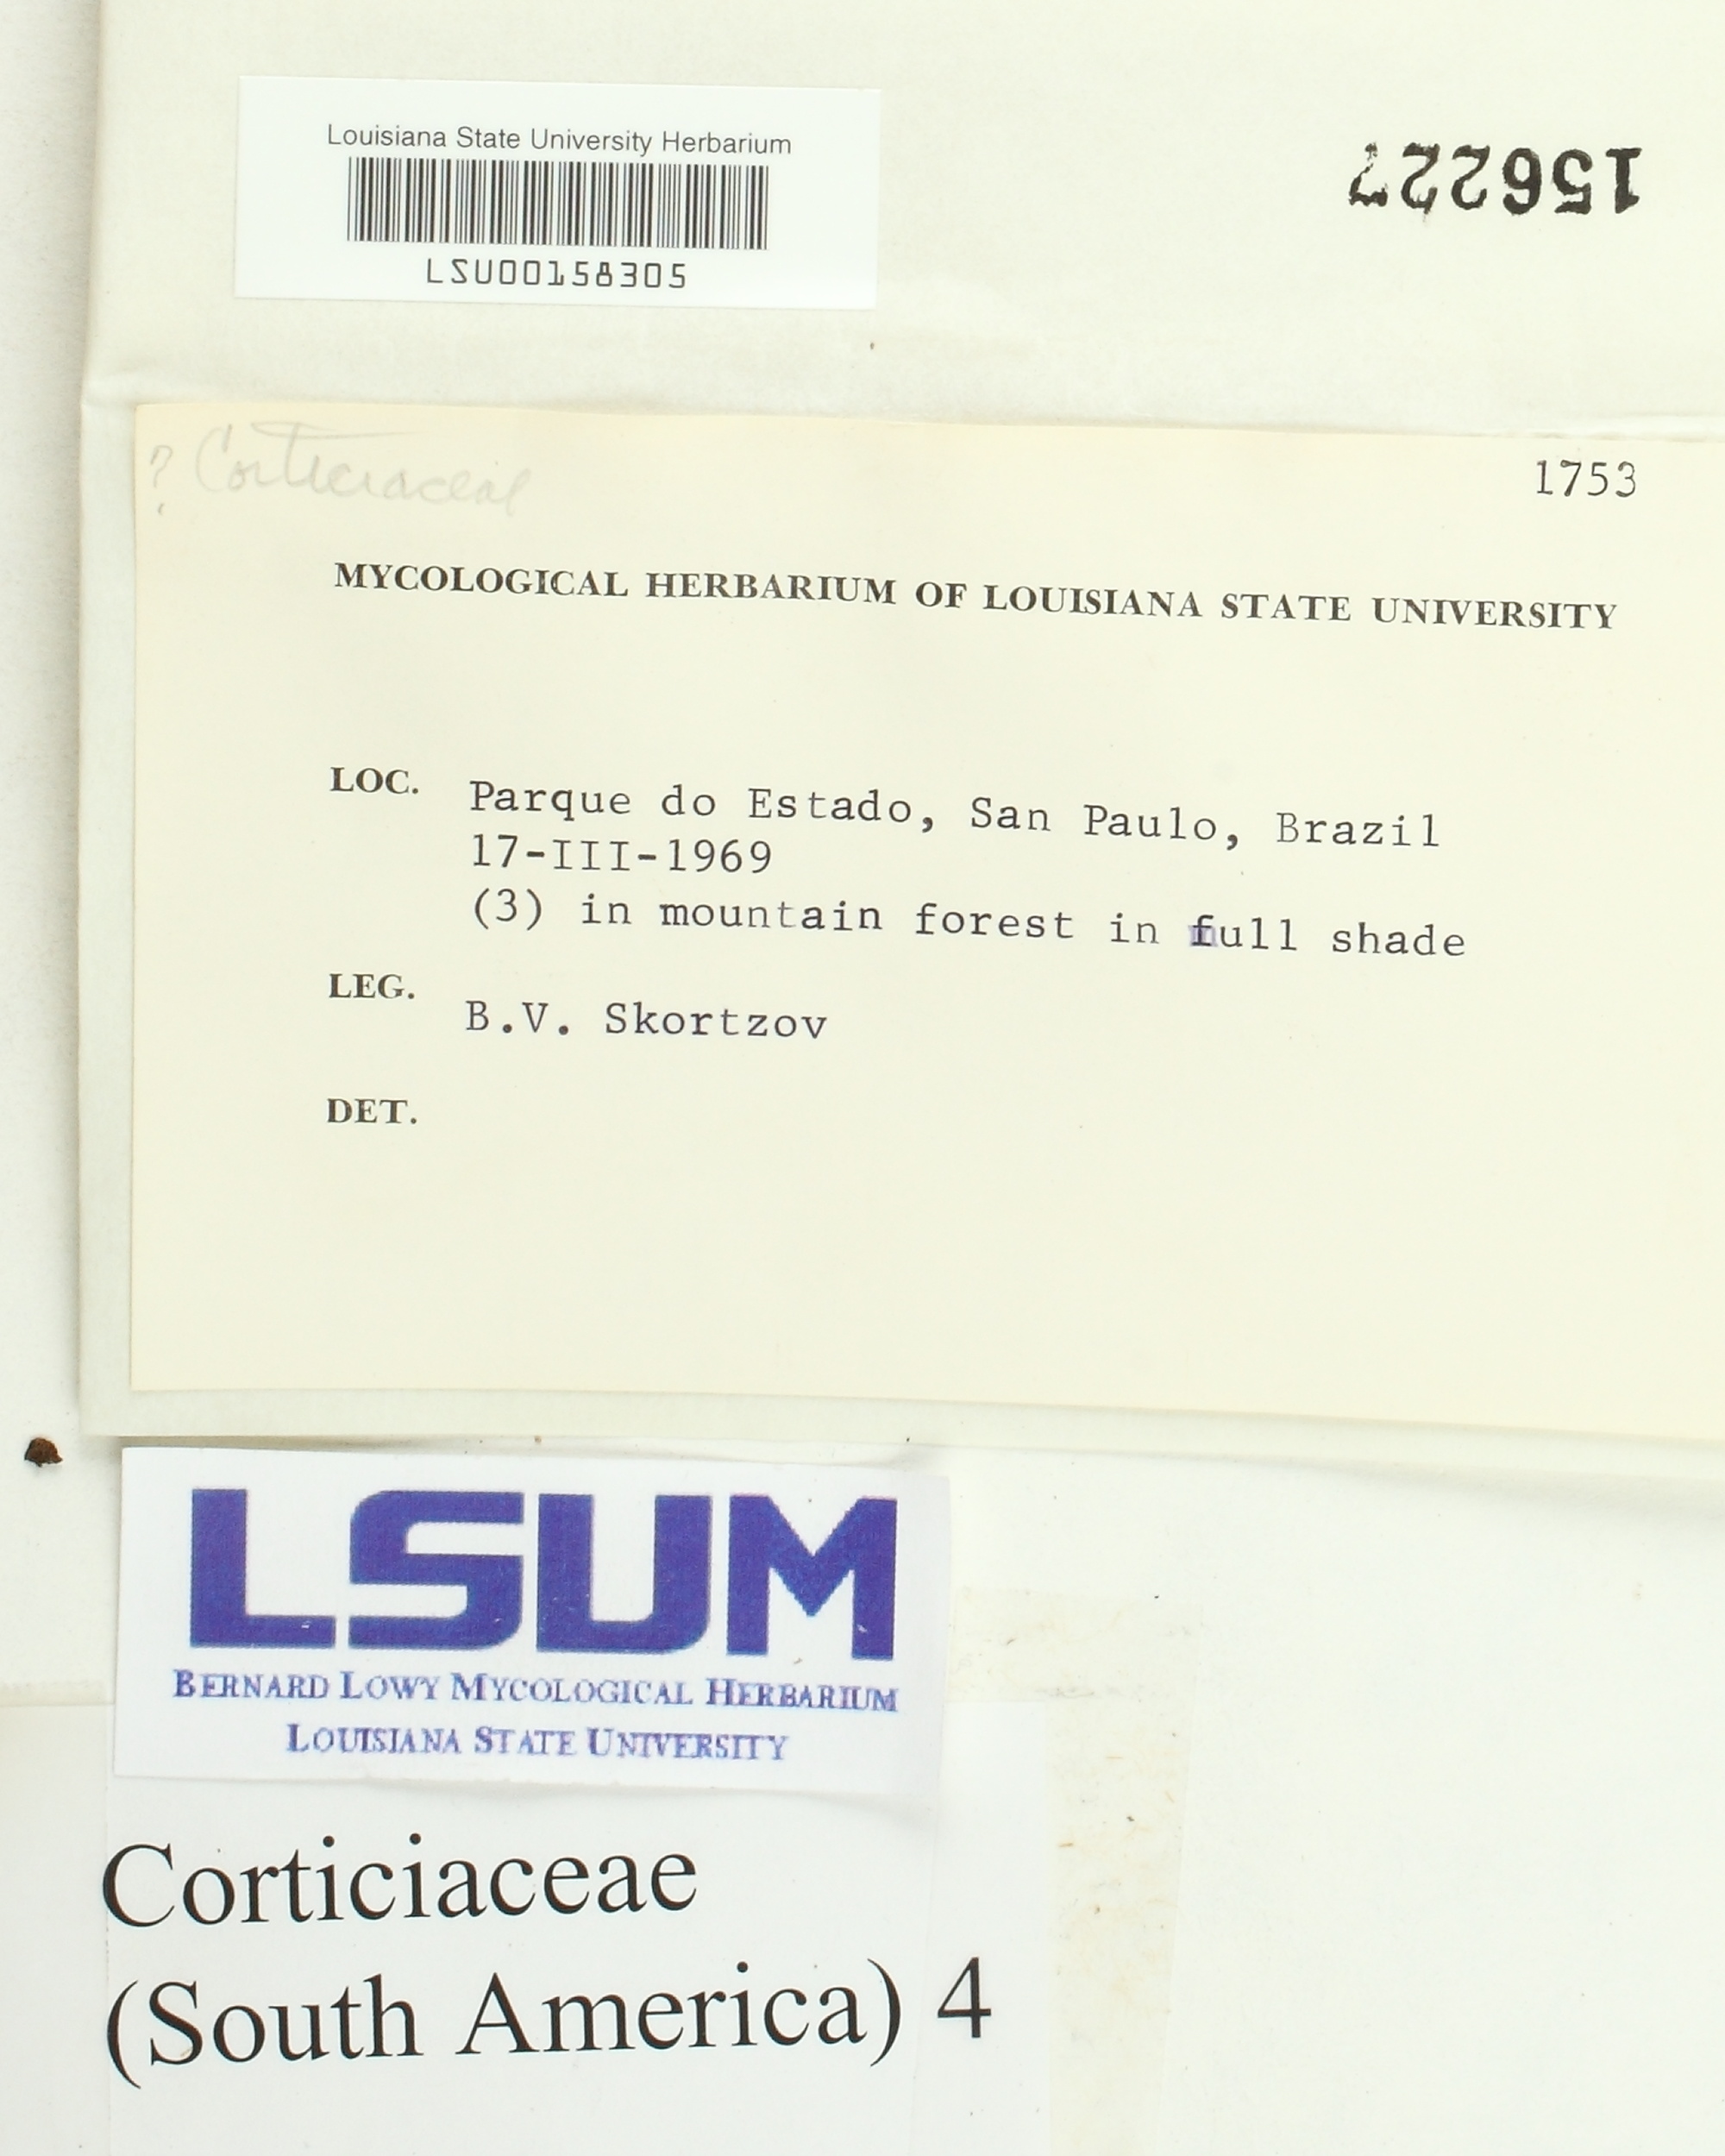 Louisiana State University Herbarium
LSU00158305
156227
? Corticiaceae
1753
MYCOLOGICAL HERBARIUM OF LOUISIANA STATE UNIVERSITY
LOC. Parque do Estado, San Paulo, Brazil
17-III-1969
(3) in mountain forest in full shade
LEG. B.V. Skortzov
DET.
LSUM
BERNARD LOWY MYCOLOGICAL HERBARIUM
LOUISIANA STATE UNIVERSITY
Corticiaceae
(South America) 4